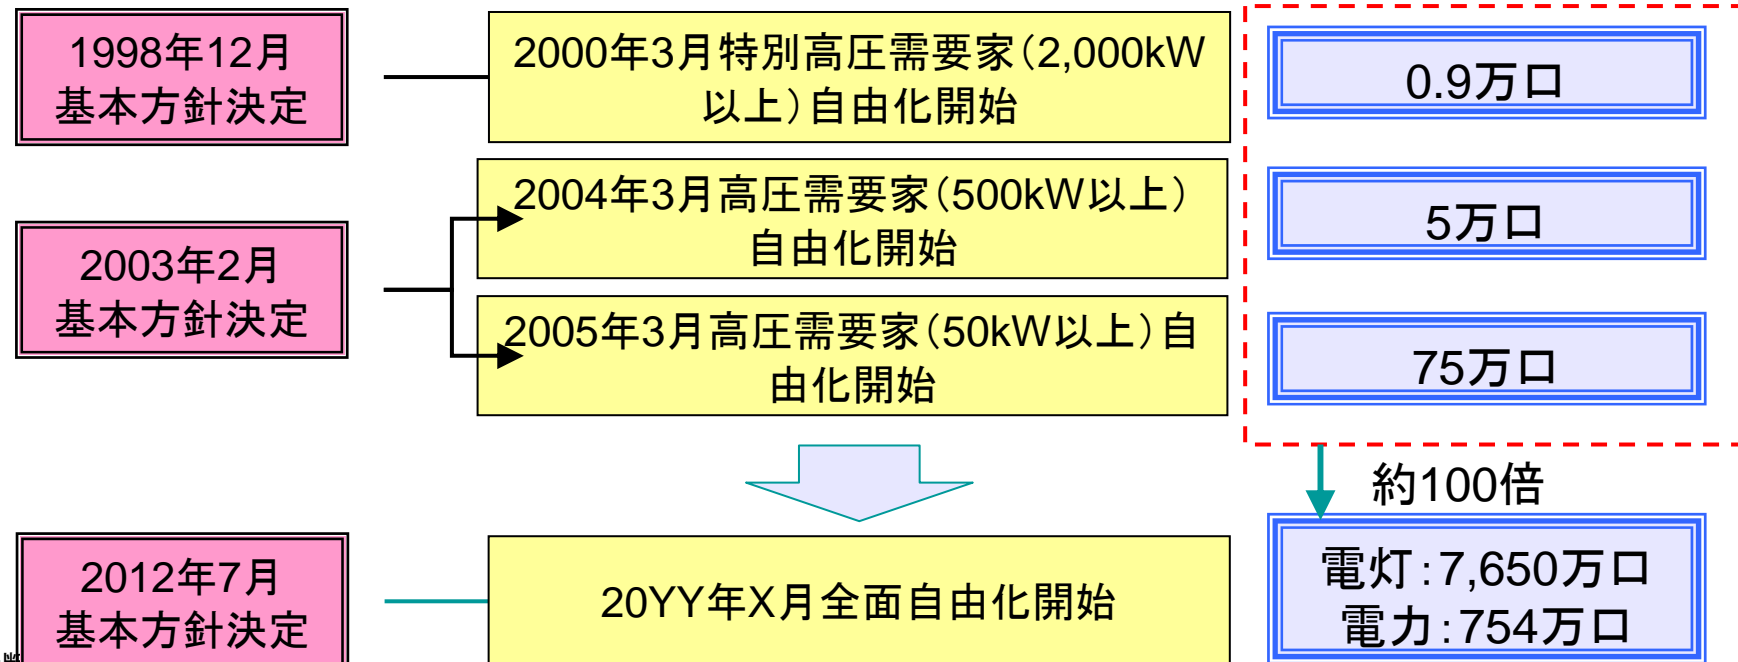 1998年12月
基本方針決定
2000年3月特別高圧需要家（2,000kW
以上）自由化開始
0.9万口
2003年2月
基本方針決定
2004年3月高圧需要家（500kW以上）
自由化開始
5万口
2005年3月高圧需要家（50kW以上）自
由化開始
75万口
約100倍
2012年7月
基本方針決定
20YY年X月全面自由化開始
電灯：7,650万口
電力：754万口